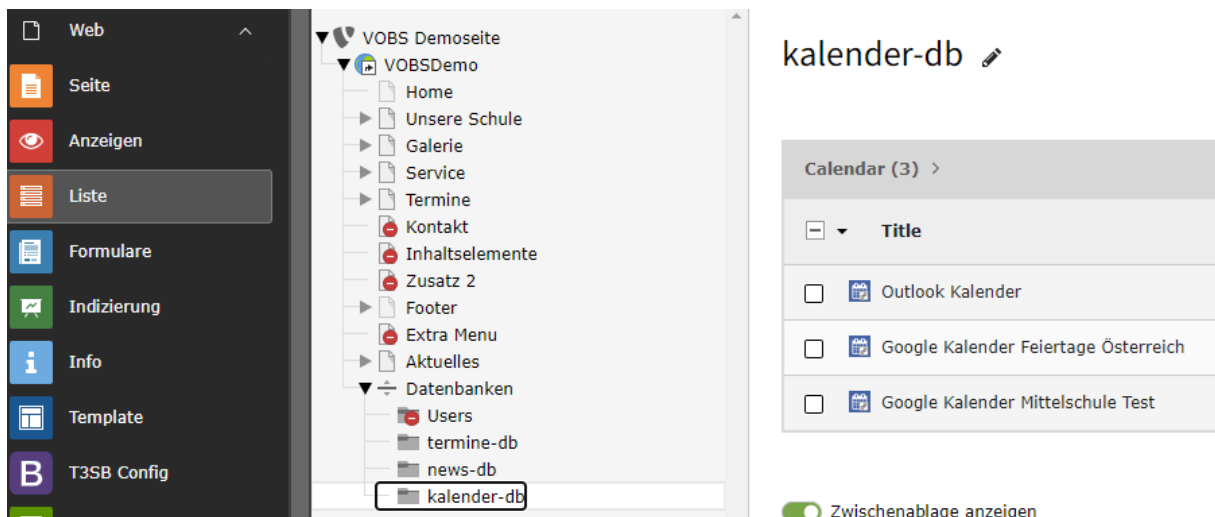 Web
Seite
Anzeigen
Liste
Formulare
Indizierung
Info
Template
B T3SB Config
VOBS Demoseite
VOBSDemo
Home
Unsere Schule
Galerie
Service
Termine
Kontakt
Inhaltselemente
Zusatz 2
Footer
Extra Menu
Aktuelles
Datenbanken
Users
termine-db
news-db
kalender-db
kalender-db
Calendar (3) >
Title
Outlook Kalender
Google Kalender Feiertage Österreich
Google Kalender Mittelschule Test
Zwischenablage anzeigen